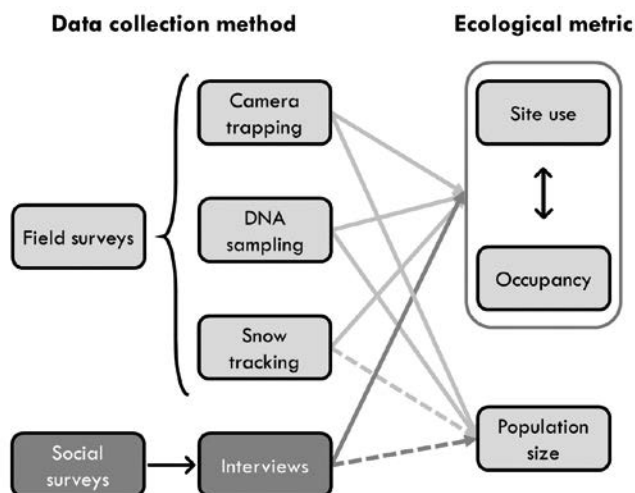 Data collection method
Ecological metric
Camera
trapping
Site use
DNA
sampling
Field surveys
Occupancy
Snow
tracking
Population
size
Social
surveys
Interviews